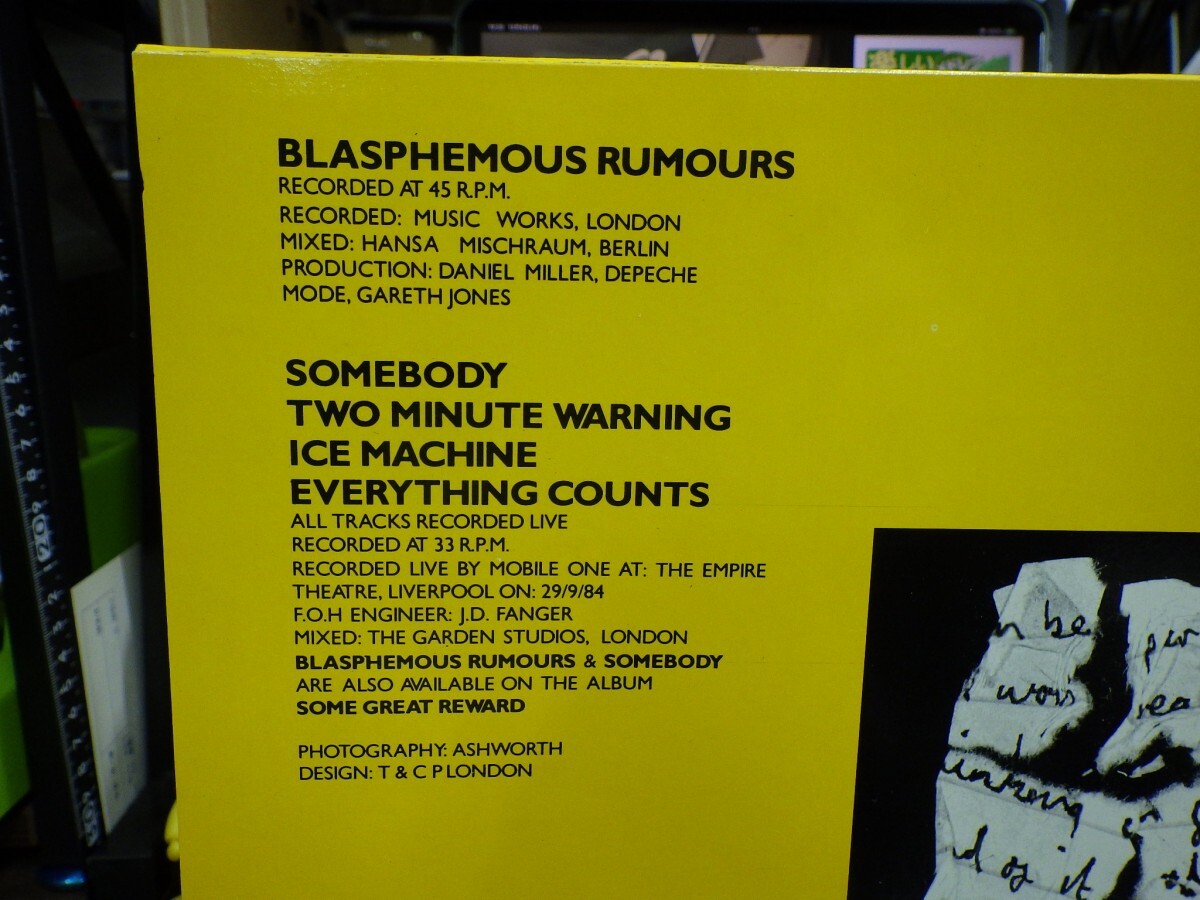 BLASPHEMOUS RUMOURS
RECORDED AT 45 R.P.M.
RECORDED: MUSIC WORKS, LONDON
MIXED: HANSA MISCHRAUM, BERLIN
PRODUCTION: DANIEL MILLER, DEPECHE
MODE, GARETH JONES
SOMEBODY
TWO MINUTE WARNING
ICE MACHINE
EVERYTHING COUNTS
ALL TRACKS RECORDED LIVE
RECORDED AT 33 R.P.M.
RECORDED LIVE BY MOBILE ONE AT: THE EMPIRE
THEATRE, LIVERPOOL ON: 29/9/84
F.O.H ENGINEER: J.D. FANGER
MIXED: THE GARDEN STUDIOS, LONDON
BLASPHEMOUS RUMOURS & SOMEBODY
ARE ALSO AVAILABLE ON THE ALBUM
SOME GREAT REWARD
PHOTOGRAPHY: ASHWORTH
DESIGN: T & C P LONDON
be
of it